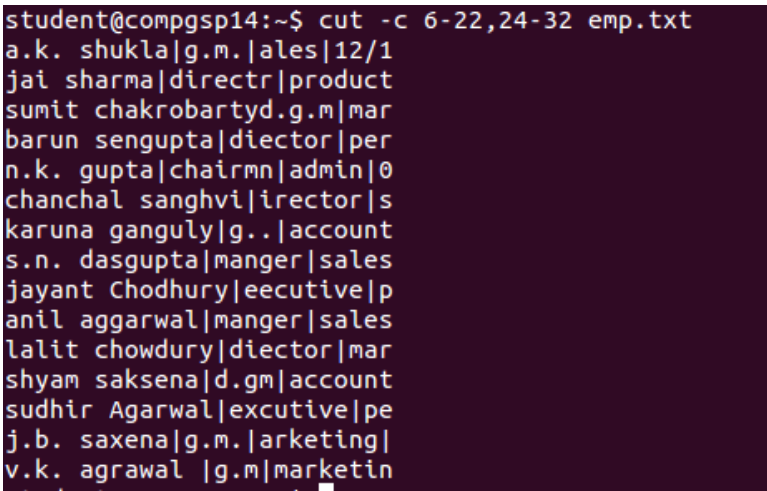 student@compgsp14:~$ cut -c 6-22,24-32 emp.txt
a.k. shukla|g.m.|ales|12/1
jai sharma|directr|product
sumit chakrobartyd.g.m|mar
barun sengupta|diector|per
n.k. gupta|chairmn|admin|0
chanchal sanghvi|irector|s
karuna ganguly|g..|account
s.n. dasgupta|manger|sales
jayant Chodhury|eecutive|p
anil aggarwal|manger|sales
lalit chowdury|diector|mar
shyam saksena|d.gm|account
sudhir Agarwal|excutive|pe
j.b. saxena|g.m.|arketing|
v.k. agrawal |g.m|marketin